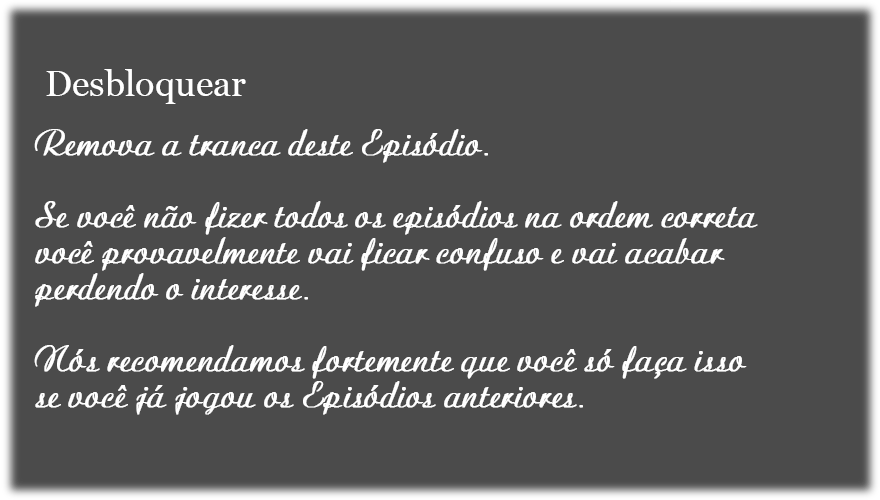 Desbloquear
Remova a tranca deste Episódio.
Se você não fizer todos os episódios na ordem correta
você provavelmente vai ficar confuso e vai acabar
perdendo o interesse.
Nós recomendamos fortemente que você só faça isso
se você já jogou os Episódios anteriores.